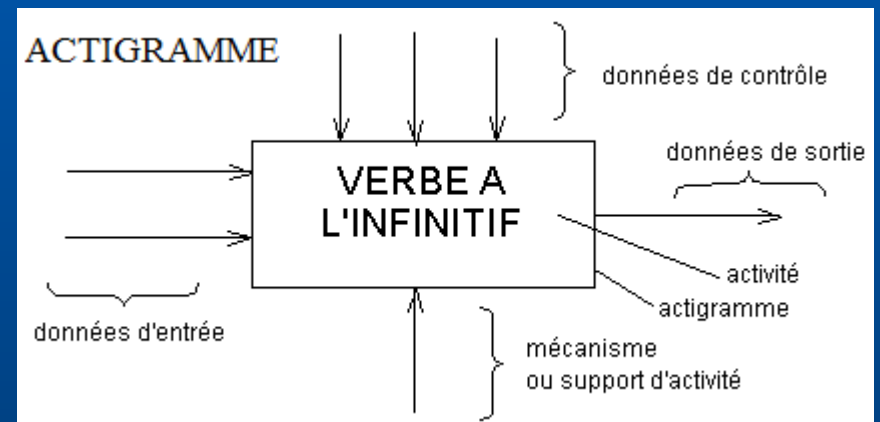 ACTIGRAMME
données de contrôle
données de sortie
VERBE A
L'INFINITIF
activité
actigramme
données d'entrée
mécanisme
ou support d'activité